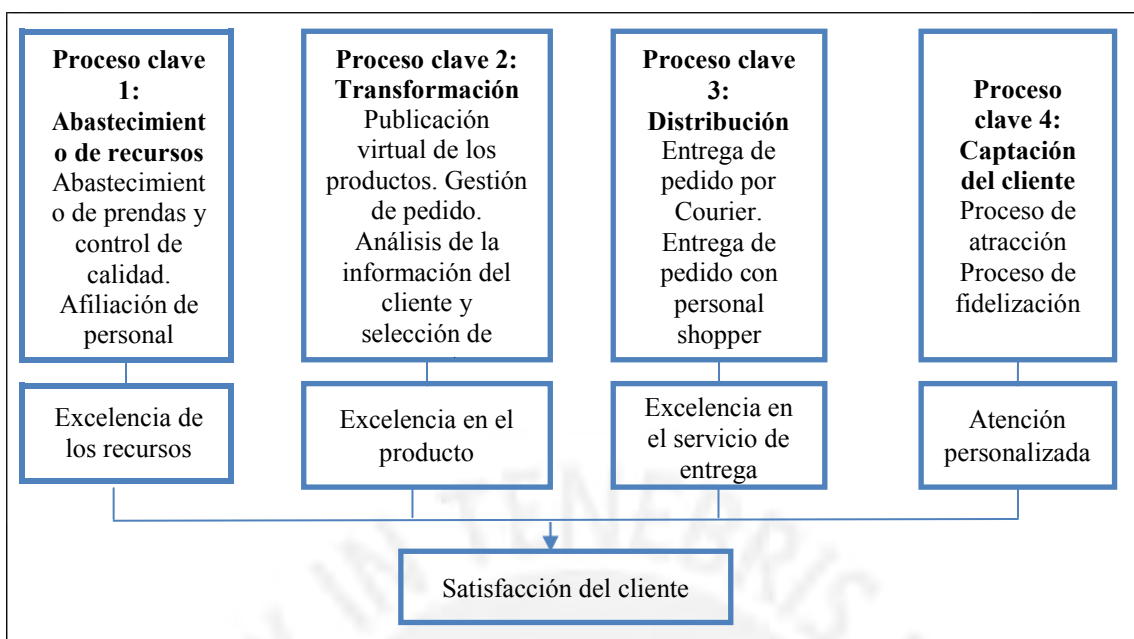 Proceso clave
1:
Abastecimient
o de recursos
Abastecimient
o de prendas y
control de
calidad.
Afiliación de
personal
Proceso clave 2:
Transformación
Publicación
virtual de los
productos. Gestión
de pedido.
Análisis de la
información del
cliente y
selección de
Proceso clave
3:
Distribución
Entrega de
pedido por
Courier.
Entrega de
pedido con
personal
shopper
Proceso
clave 4:
Captación
del cliente
Proceso de
atracción
Proceso de
fidelización
Excelencia de
los recursos
Excelencia en el
producto
Excelencia en
el servicio de
entrega
Atención
personalizada
Satisfacción del cliente
IN TENEBRIS